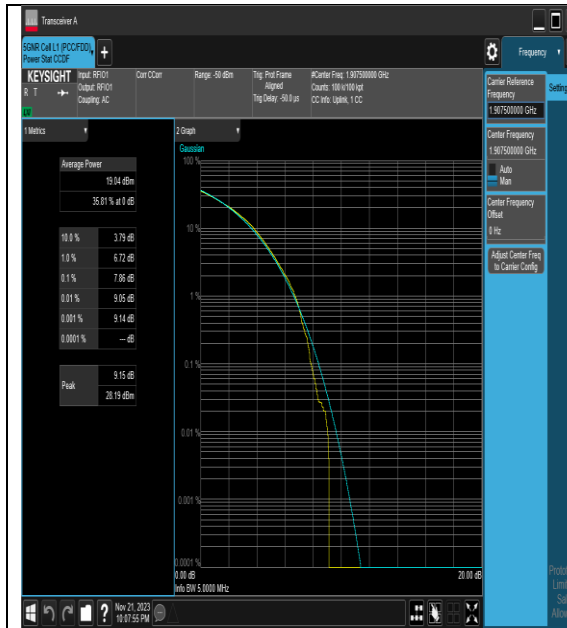 Transceiver A
5GNR Cell L1 (PCC/FDD)
Power Stat CCDF
+
Frequency
KEYSIGHT
R T
Input: RFIO1
Output: RFIO1
Coupling: AC
Corr CCorr
Range: -50 dBm
Trig: Prot Frame
Aligned
Trig Delay: -50.0 µs
#Center Freq: 1.907500000 GHz
Counts: 100 k/100 kpt
CC Info: Uplink, 1 CC
1 Metrics
Average Power
19.04 dBm
35.81 % at 0 dB
10.0 % 3.79 dB
1.0 % 6.72 dB
0.1 % 7.86 dB
0.01 % 9.05 dB
0.001 % 9.14 dB
0.0001 % --- dB
Peak
9.15 dB
28.19 dBm
2 Graph
Gaussian
100 %
10 %
1 %
0.1 %
0.01 %
0.001 %
0.0001 %
0.00 dB
20.00 dB
Info BW 5.0000 MHz
Carrier Reference
Frequency
1.907500000 GHz
Center Frequency
1.907500000 GHz
Auto
Man
Center Frequency
Offset
0 Hz
Adjust Center Freq
to Carrier Config
Nov 21, 2023
10:07:55 PM
?